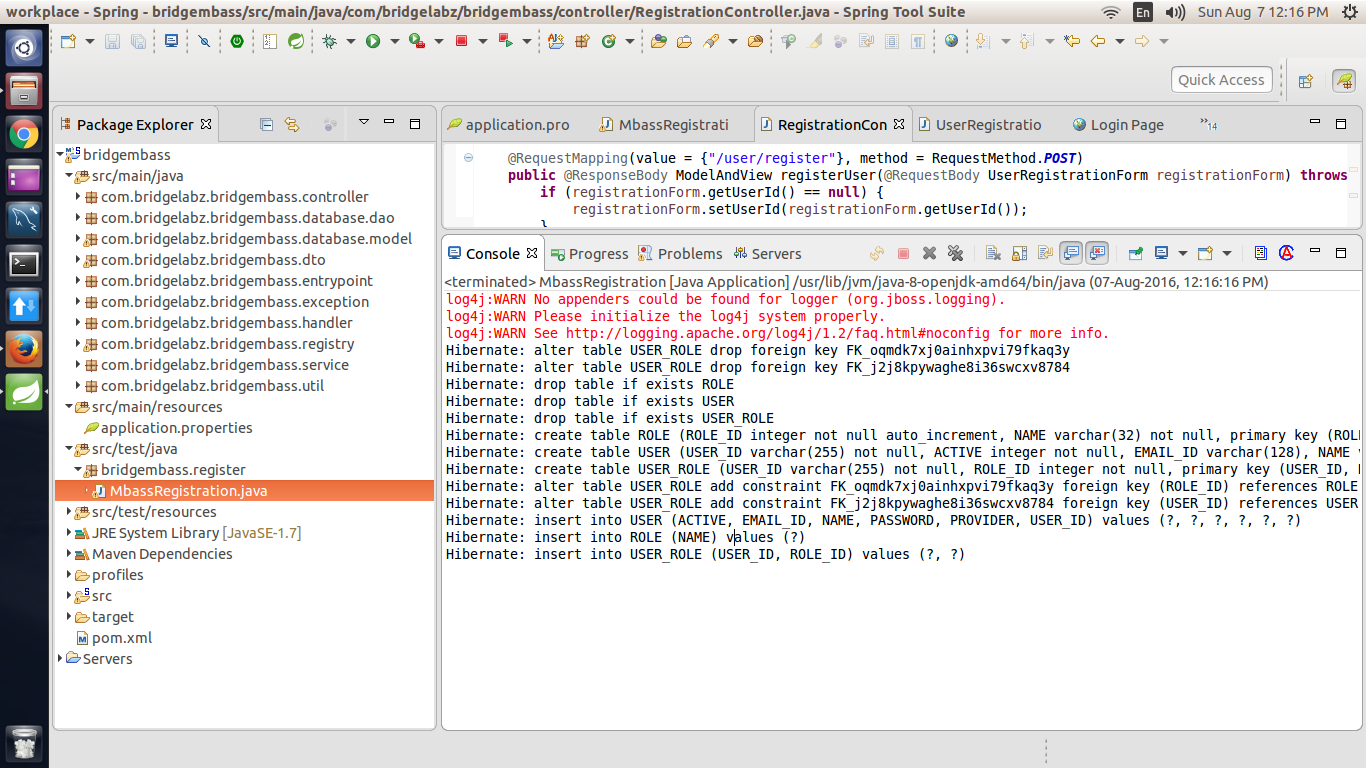 workplace - Spring - bridgembass/src/main/java/com/bridgelabz/bridgembass/controller/RegistrationController.java - Spring Tool Suite
En
Sun Aug 7 12:16 PM
Quick Access
Package Explorer
bridgembass
src/main/java
com.bridgelabz.bridgembass.controller
com.bridgelabz.bridgembass.database.dao
com.bridgelabz.bridgembass.database.model
com.bridgelabz.bridgembass.dto
com.bridgelabz.bridgembass.entrypoint
com.bridgelabz.bridgembass.exception
com.bridgelabz.bridgembass.handler
com.bridgelabz.bridgembass.registry
com.bridgelabz.bridgembass.service
com.bridgelabz.bridgembass.util
src/main/resources
application.properties
src/test/java
bridgembass.register
MbassRegistration.java
src/test/resources
JRE System Library [JavaSE-1.7]
Maven Dependencies
profiles
src
target
pom.xml
Servers
application.pro
MbassRegistrati
RegistrationCon
UserRegistratio
Login Page
14
@RequestMapping(value = {"/user/register"}, method = RequestMethod.POST)
public @ResponseBody ModelAndView registerUser(@RequestBody UserRegistrationForm registrationForm) throws
if (registrationForm.getUserId() == null) {
registrationForm.setUserId(registrationForm.getUserId());
}
Console
Progress
Problems
Servers
<terminated> MbassRegistration [Java Application] /usr/lib/jvm/java-8-openjdk-amd64/bin/java (07-Aug-2016, 12:16:16 PM)
log4j:WARN No appenders could be found for logger (org.jboss.logging).
log4j:WARN Please initialize the log4j system properly.
log4j:WARN See http://logging.apache.org/log4j/1.2/faq.html#noconfig for more info.
Hibernate: alter table USER_ROLE drop foreign key FK_oqmdk7xj0ainhxpvi79fkaq3y
Hibernate: alter table USER_ROLE drop foreign key FK_j2j8kpywaghe8i36swcxv8784
Hibernate: drop table if exists ROLE
Hibernate: drop table if exists USER
Hibernate: drop table if exists USER_ROLE
Hibernate: create table ROLE (ROLE_ID integer not null auto_increment, NAME varchar(32) not null, primary key (ROL
Hibernate: create table USER (USER_ID varchar(255) not null, ACTIVE integer not null, EMAIL_ID varchar(128), NAME
Hibernate: create table USER_ROLE (USER_ID varchar(255) not null, ROLE_ID integer not null, primary key (USER_ID,
Hibernate: alter table USER_ROLE add constraint FK_oqmdk7xj0ainhxpvi79fkaq3y foreign key (ROLE_ID) references ROLE
Hibernate: alter table USER_ROLE add constraint FK_j2j8kpywaghe8i36swcxv8784 foreign key (USER_ID) references USER
Hibernate: insert into USER (ACTIVE, EMAIL_ID, NAME, PASSWORD, PROVIDER, USER_ID) values (?, ?, ?, ?, ?, ?)
Hibernate: insert into ROLE (NAME) values (?)
Hibernate: insert into USER_ROLE (USER_ID, ROLE_ID) values (?, ?)